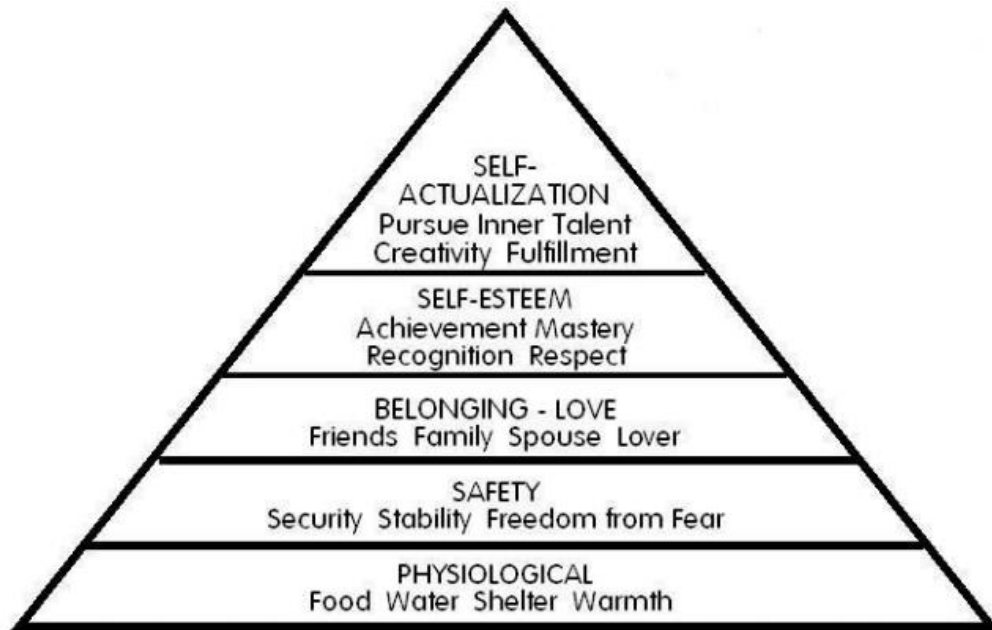 SELF-
ACTUALIZATION
Pursue Inner Talent
Creativity Fulfillment
SELF-ESTEEM
Achievement Mastery
Recognition Respect
BELONGING - LOVE
Friends Family Spouse Lover
SAFETY
Security Stability Freedom from Fear
PHYSIOLOGICAL
Food Water Shelter Warmth